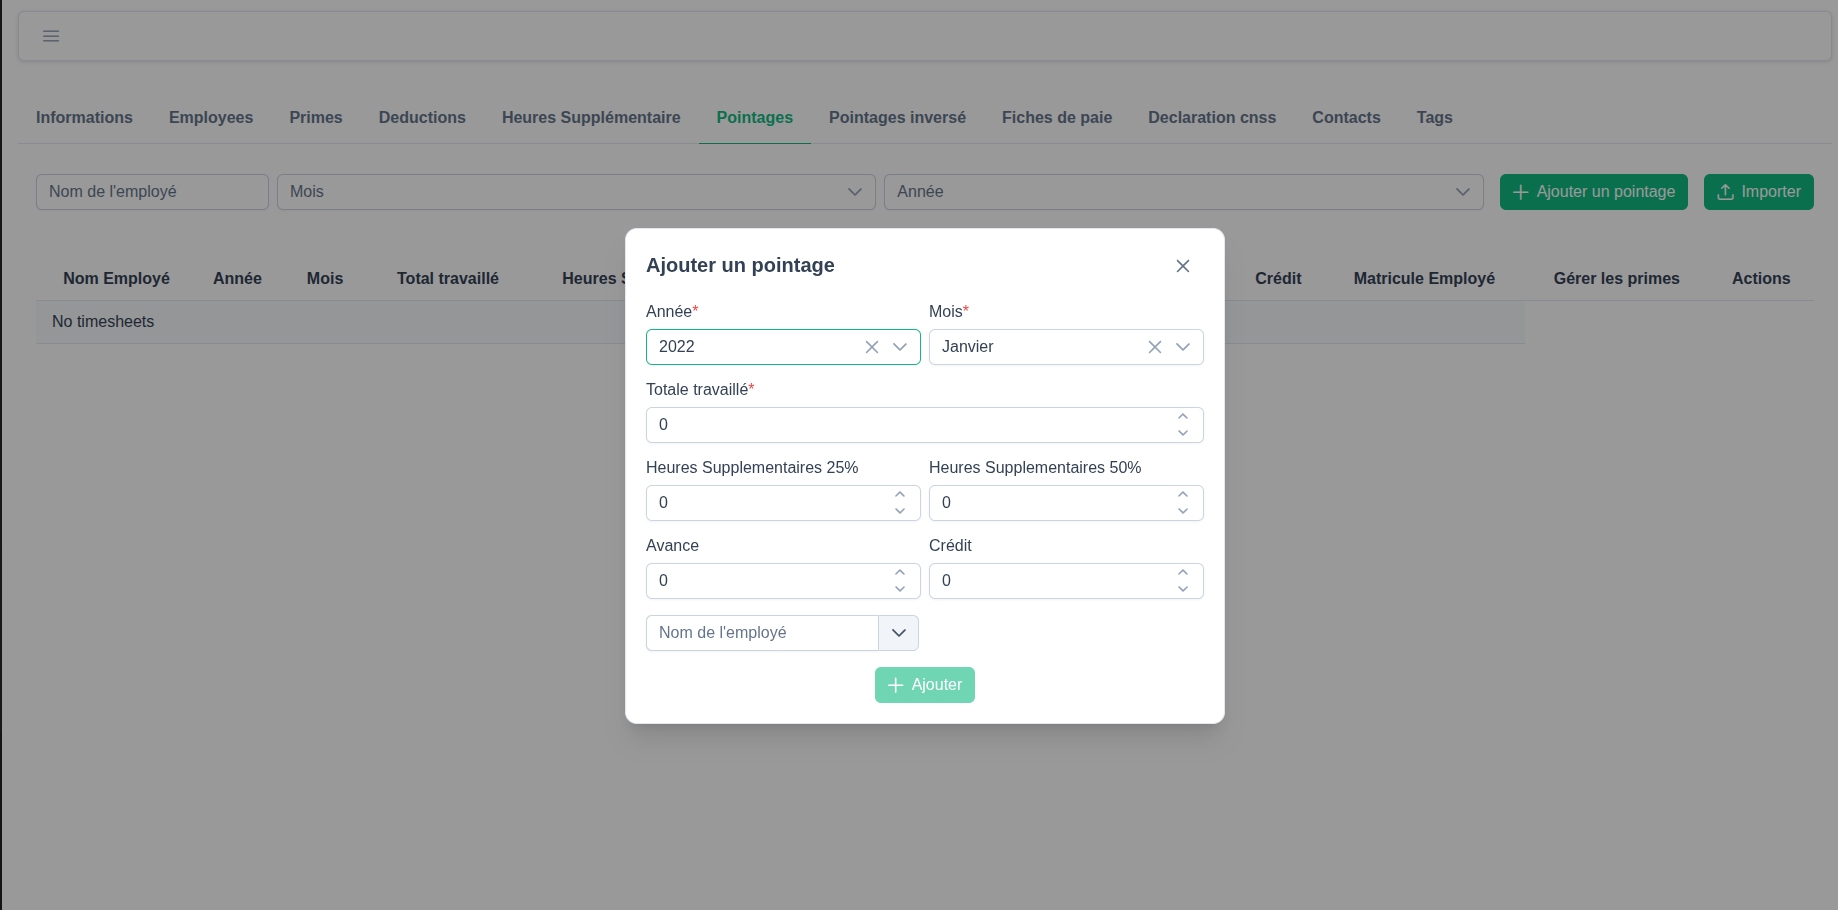 Informations Employees Primes Deductions Heures Supplémentaire Pointages Pointages inversé Fiches de paie Declaration cnss Contacts Tags
Nom de l'employé Mois Année Ajouter un pointage Importer
Nom Employé Année Mois Total travaillé Heures Crédit Matricule Employé Gérer les primes Actions
No timesheets
Ajouter un pointage
Année* Mois*
2022 Janvier
Totale travaillé*
0
Heures Supplementaires 25% Heures Supplementaires 50%
0 0
Avance Crédit
0 0
Nom de l'employé
Ajouter